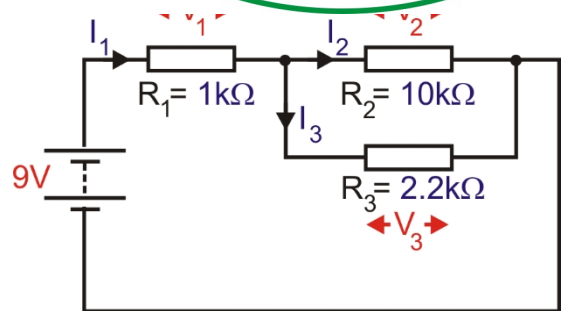 V1
V2
I1
I2
R1= 1kΩ
R2= 10kΩ
I3
9V
R3= 2.2kΩ
V3